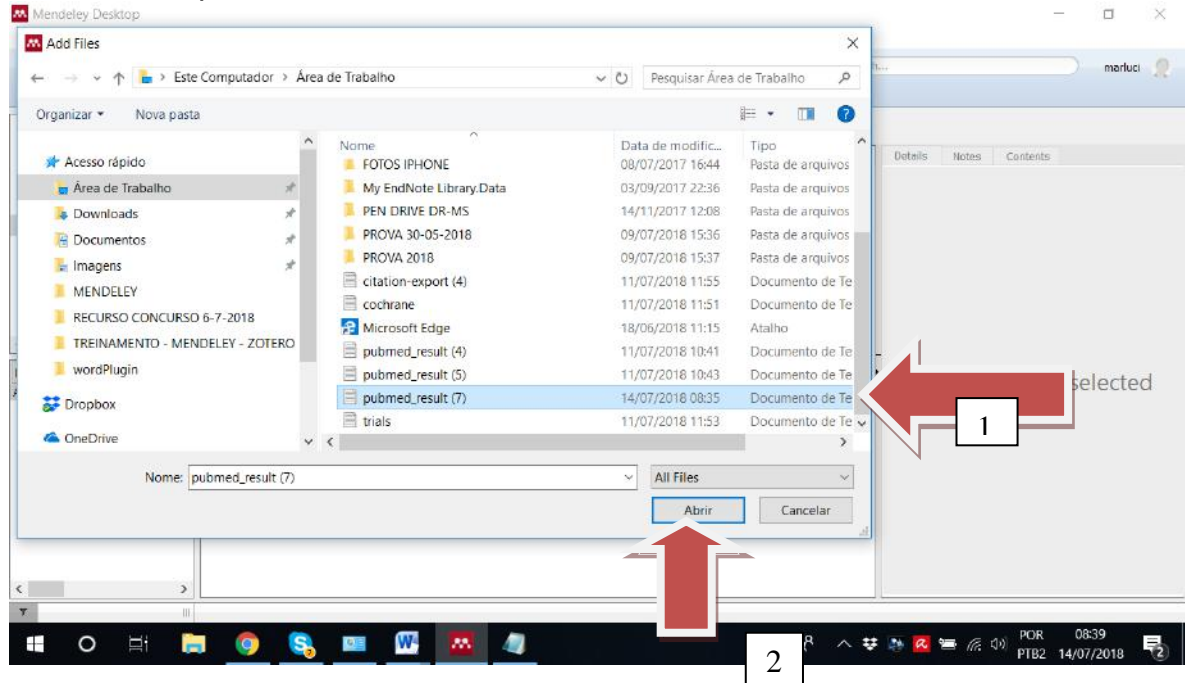 Mendeley Desktop
Add Files
Este Computador > Área de Trabalho
Pesquisar Área de Trabalho
marluci
Organizar
Nova pasta
Nome
Data de modific...
Tipo
Details
Notes
Contents
Acesso rápido
Área de Trabalho
Downloads
Documentos
Imagens
MENDELEY
RECURSO CONCURSO 6-7-2018
TREINAMENTO - MENDELEY - ZOTERO
wordPlugin
Dropbox
OneDrive
FOTOS IPHONE 08/07/2017 16:44 Pasta de arquivos
My EndNote Library.Data 03/09/2017 22:36 Pasta de arquivos
PEN DRIVE DR-MS 14/11/2017 12:08 Pasta de arquivos
PROVA 30-05-2018 09/07/2018 15:36 Pasta de arquivos
PROVA 2018 09/07/2018 15:37 Pasta de arquivos
citation-export (4) 11/07/2018 11:55 Documento de Te
cochrane 11/07/2018 11:51 Documento de Te
Microsoft Edge 18/06/2018 11:15 Atalho
pubmed_result (4) 11/07/2018 10:41 Documento de Te
pubmed_result (5) 11/07/2018 10:43 Documento de Te
pubmed_result (7) 14/07/2018 08:35 Documento de Te
trials 11/07/2018 11:53 Documento de Te
selected
1
Nome: pubmed_result (7)
All Files
Abrir
Cancelar
2
POR
PTB2
08:39
14/07/2018